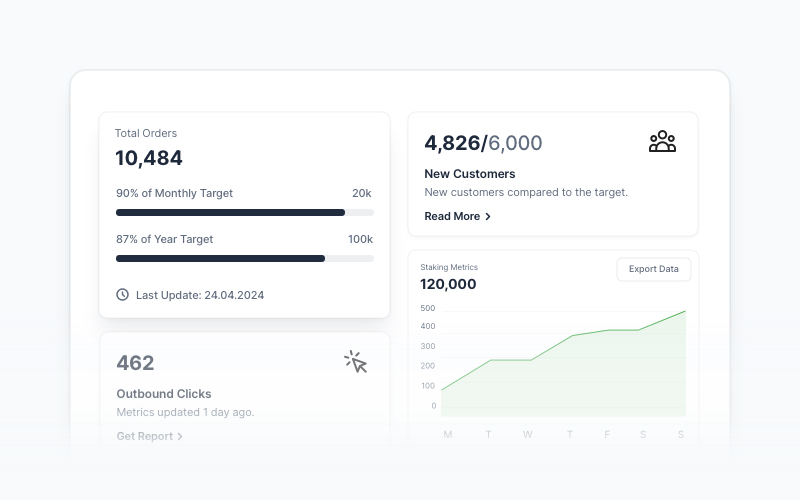 Total Orders
10,484
90% of Monthly Target 20k
87% of Year Target 100k
Last Update: 24.04.2024
462
Outbound Clicks
Metrics updated 1 day ago.
Get Report
4,826/6,000
New Customers
New customers compared to the target.
Read More
Staking Metrics
Export Data
120,000
500
400
300
200
100
0
M T W T F S S